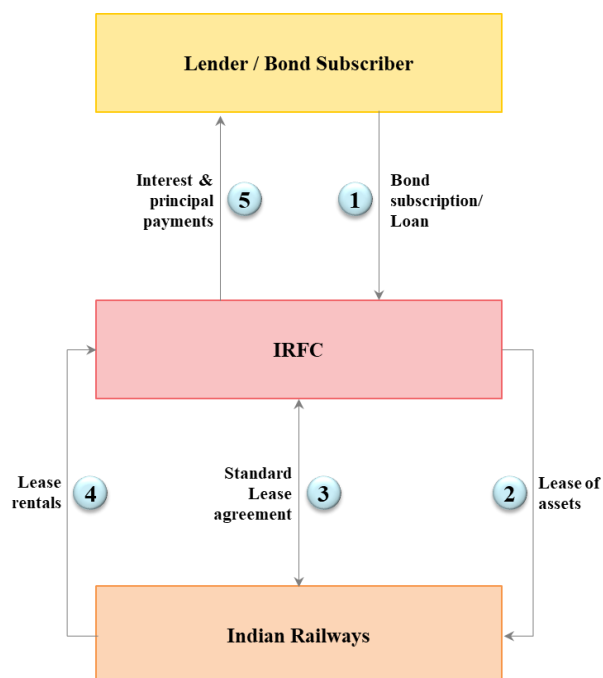 Lender / Bond Subscriber
Interest &
principal
payments
5
1
Bond
subscription/
Loan
IRFC
Lease
rentals
4
Standard
Lease
agreement
3
2
Lease of
assets
Indian Railways